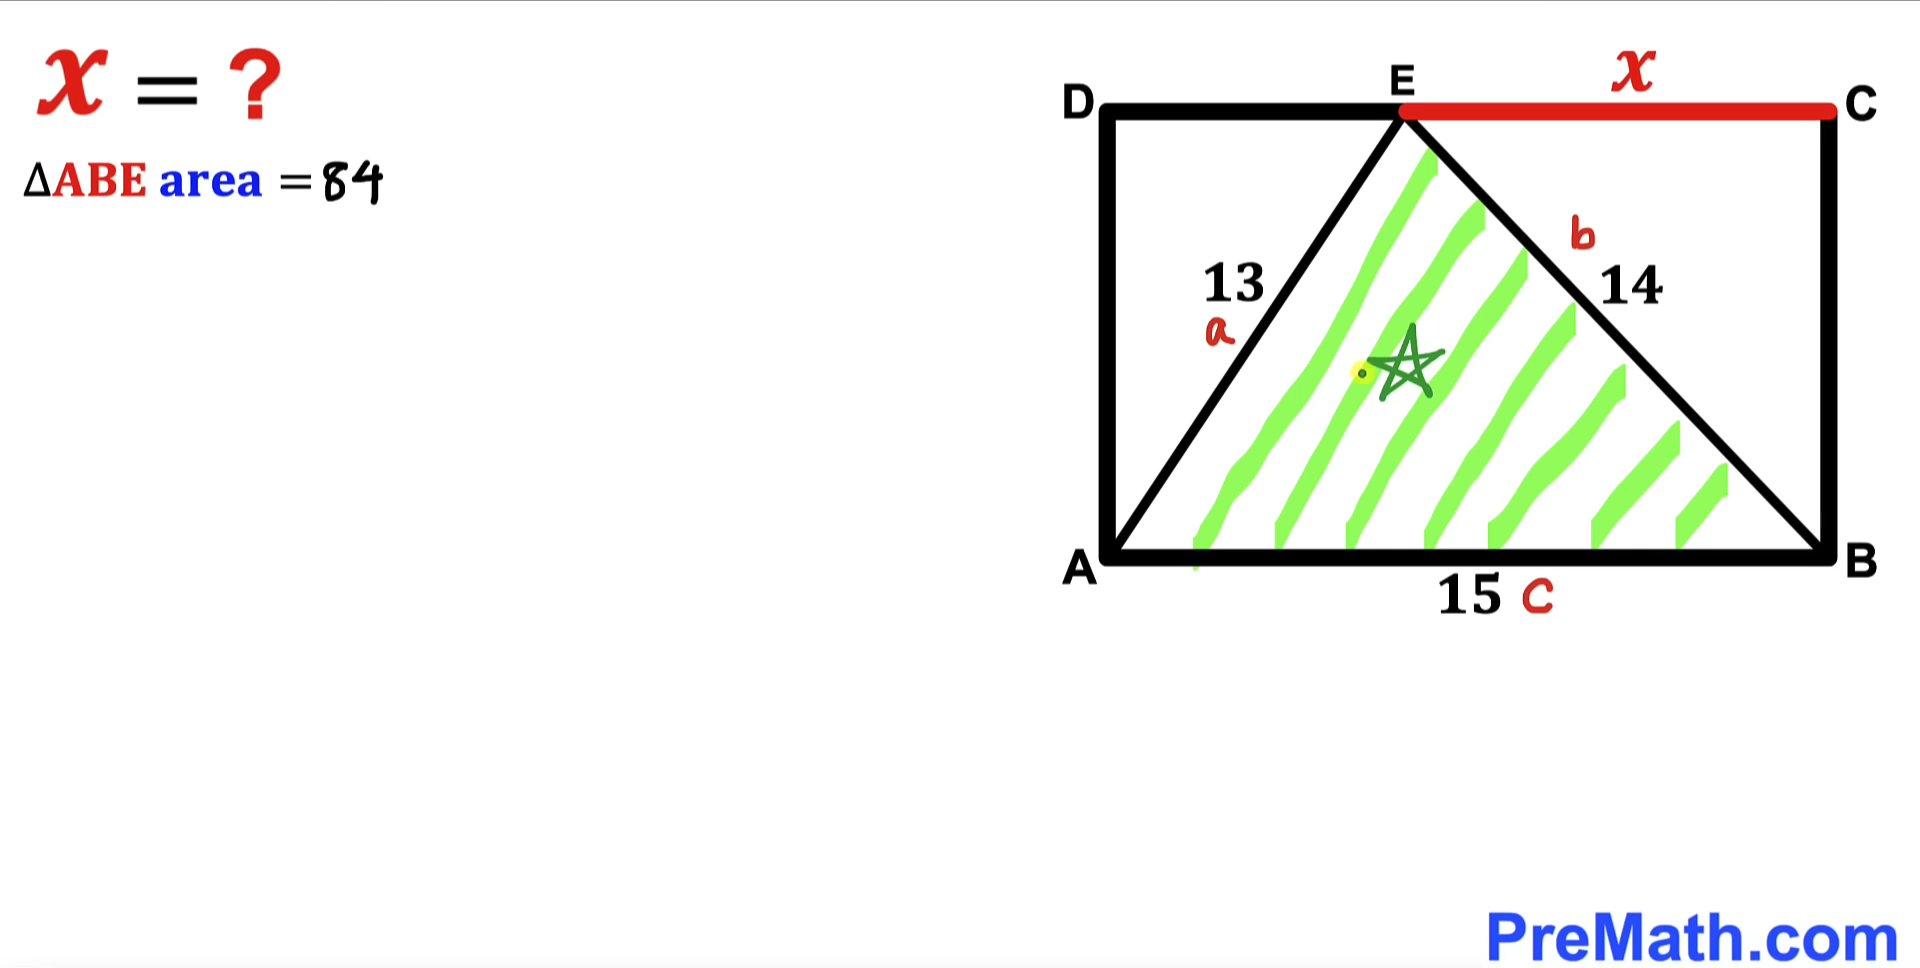 x = ?
ΔABE area = 84
D
E
x
C
13
a
b
14
A
15 c
B
PreMath.com